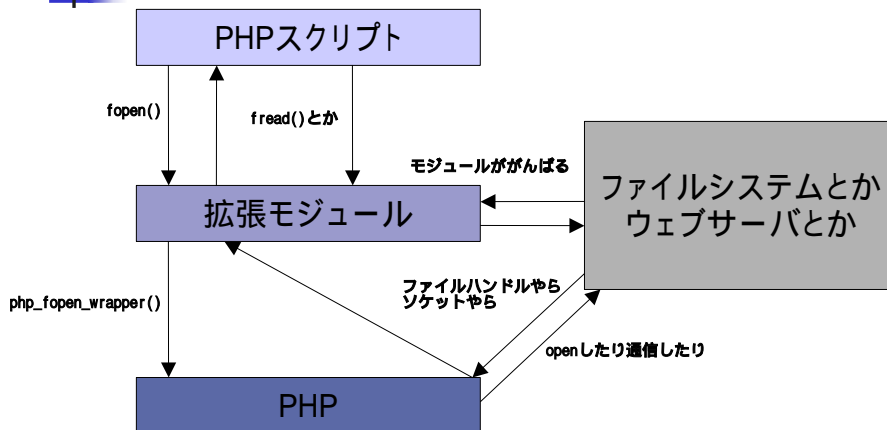 PHPスクリプト
fopen()
fread()とか
モジュールががんばる
ファイルシステムとか
ウェブサーバとか
拡張モジュール
ファイルハンドルやら
ソケットやら
php_fopen_wrapper()
openしたり通信したり
PHP